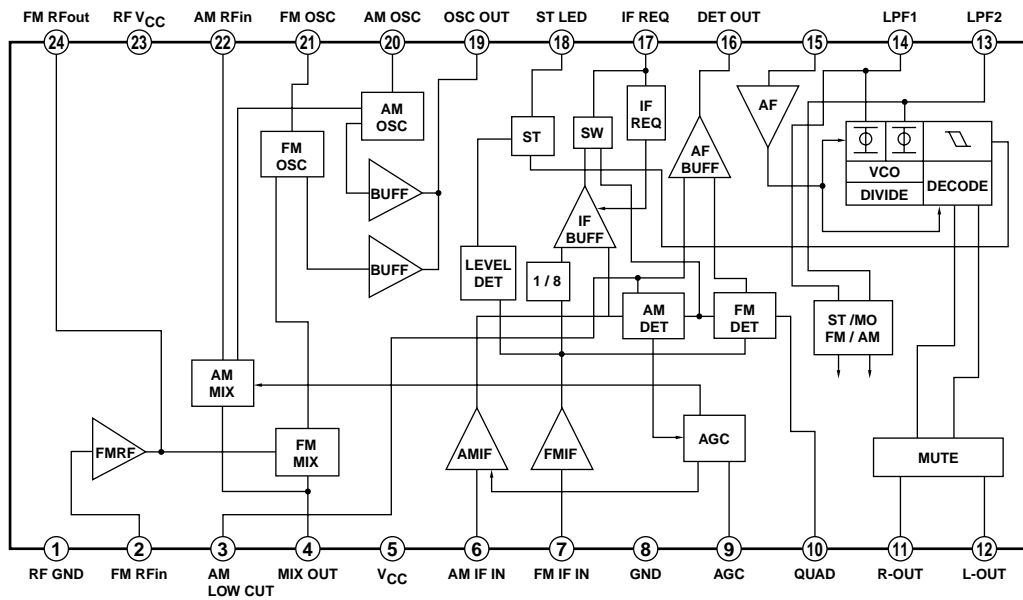 FM RFout RF VCC AM RFin FM OSC AM OSC OSC OUT ST LED IF REQ DET OUT LPF1 LPF2
24 23 22 21 20 19 18 17 16 15 14 13
AM
OSC
FM
OSC
BUFF
BUFF
ST
SW
IF
REQ
AF
BUFF
AF
VCO
DIVIDE
DECODE
IF
BUFF
LEVEL
DET
1 / 8
AM
DET
FM
DET
ST /MO
FM / AM
AM
MIX
FMRF
FM
MIX
AMIF
FMIF
AGC
MUTE
1 2 3 4 5 6 7 8 9 10 11 12
RF GND FM RFin AM MIX OUT VCC AM IF IN FM IF IN GND AGC QUAD R-OUT L-OUT
LOW CUT